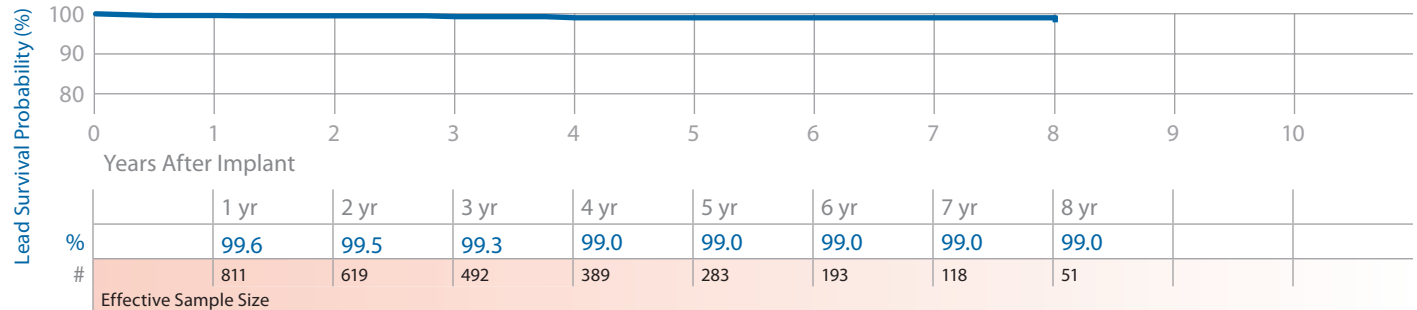 Lead Survival Probability (%)
100
90
80
0 1 2 3 4 5 6 7 8 9 10
Years After Implant
1 yr 2 yr 3 yr 4 yr 5 yr 6 yr 7 yr 8 yr
% 99.6 99.5 99.3 99.0 99.0 99.0 99.0 99.0
# 811 619 492 389 283 193 118 51
Effective Sample Size